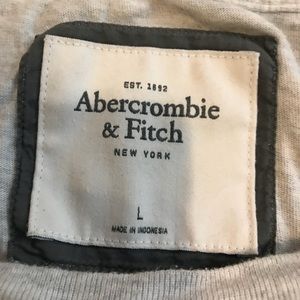 EST. 1892
Abercrombie
& Fitch
NEW YORK
L
MADE IN INDONESIA